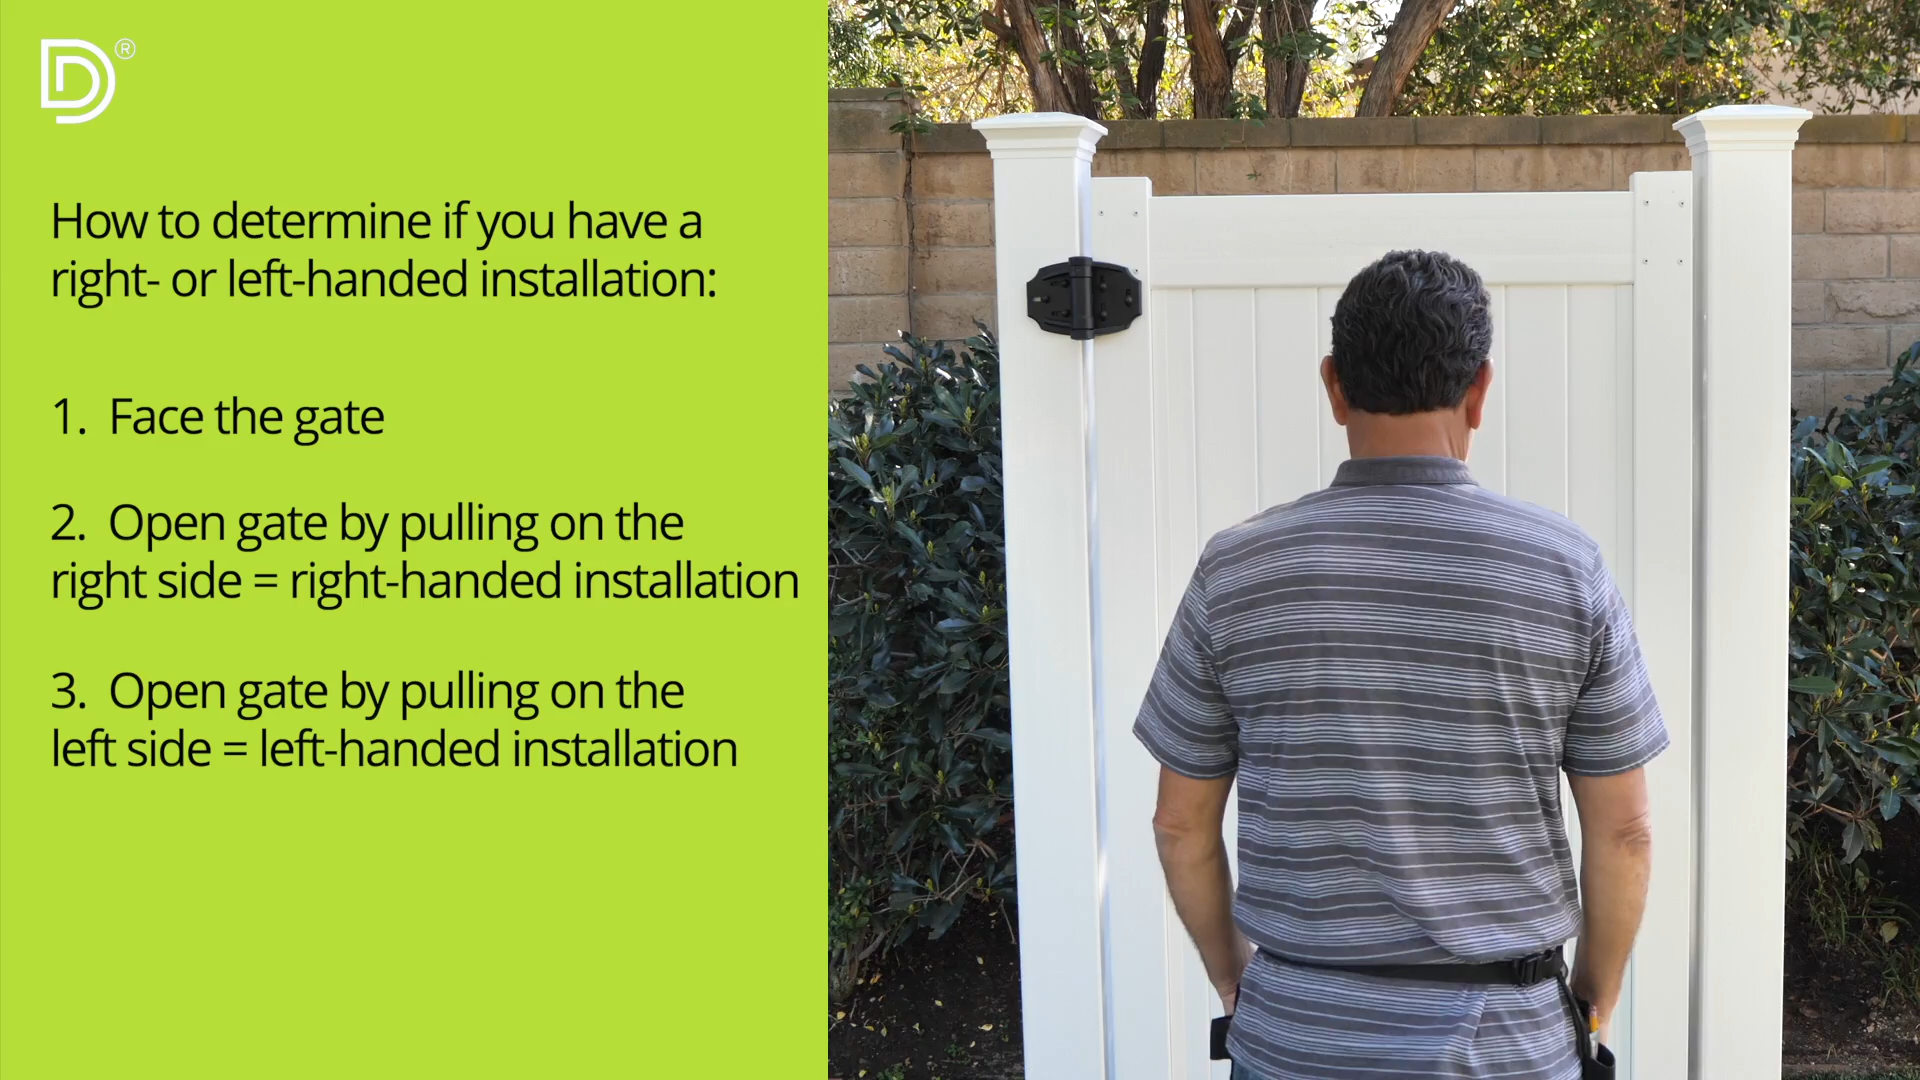 D®
How to determine if you have a
right- or left-handed installation:
1. Face the gate
2. Open gate by pulling on the
right side = right-handed installation
3. Open gate by pulling on the
left side = left-handed installation